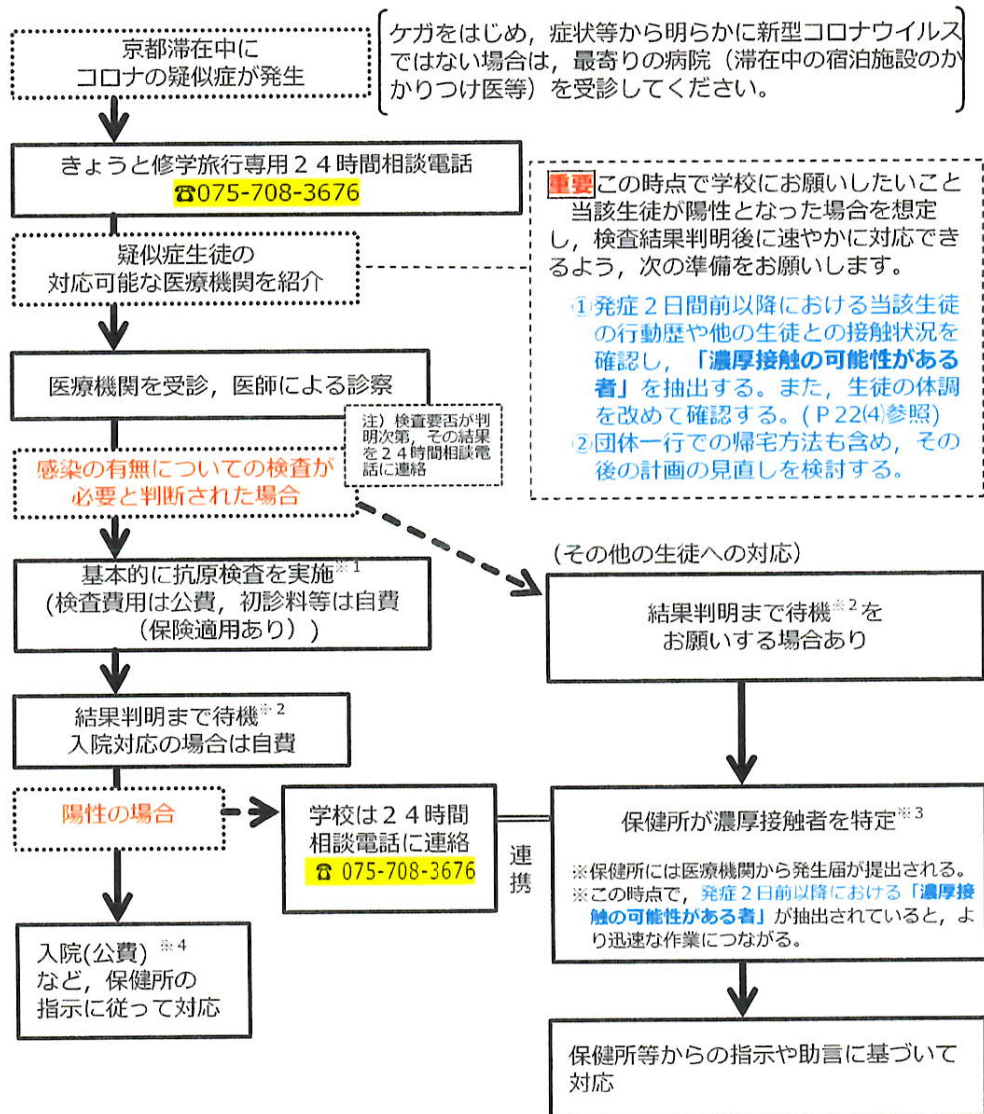 京都滞在中に
コロナの疑似症が発生
ケガをはじめ，症状等から明らかに新型コロナウイルス
ではない場合は，最寄りの病院（滞在中の宿泊施設のか
かりつけ医等）を受診してください。
きょうと修学旅行専用２４時間相談電話
☎075-708-3676
疑似症生徒の
対応可能な医療機関を紹介
重要この時点で学校にお願いしたいこと
当該生徒が陽性となった場合を想定
し，検査結果判明後に速やかに対応でき
るよう，次の準備をお願いします。
①発症２日間前以降における当該生徒
の行動歴や他の生徒との接触状況を
確認し，「濃厚接触の可能性がある
者」を抽出する。また，生徒の体調
を改めて確認する。(Ｐ22⑷参照)
②団体一行での帰宅方法も含め，その
後の計画の見直しを検討する。
医療機関を受診，医師による診察
注）検査要否が判
明次第，その結果
を２４時間相談電
話に連絡
感染の有無についての検査が
必要と判断された場合
基本的に抗原検査を実施※1
(検査費用は公費，初診料等は自費
（保険適用あり））
(その他の生徒への対応)
結果判明まで待機※2を
お願いする場合あり
結果判明まで待機※2
入院対応の場合は自費
陽性の場合
学校は２４時間
相談電話に連絡
☎ 075-708-3676
連
携
保健所が濃厚接触者を特定※3
※保健所には医療機関から発生届が提出される。
※この時点で，発症２日前以降における「濃厚接
触の可能性がある者」が抽出されていると，よ
り迅速な作業につながる。
入院(公費) ※4
など，保健所の
指示に従って対応
保健所等からの指示や助言に基づいて
対応